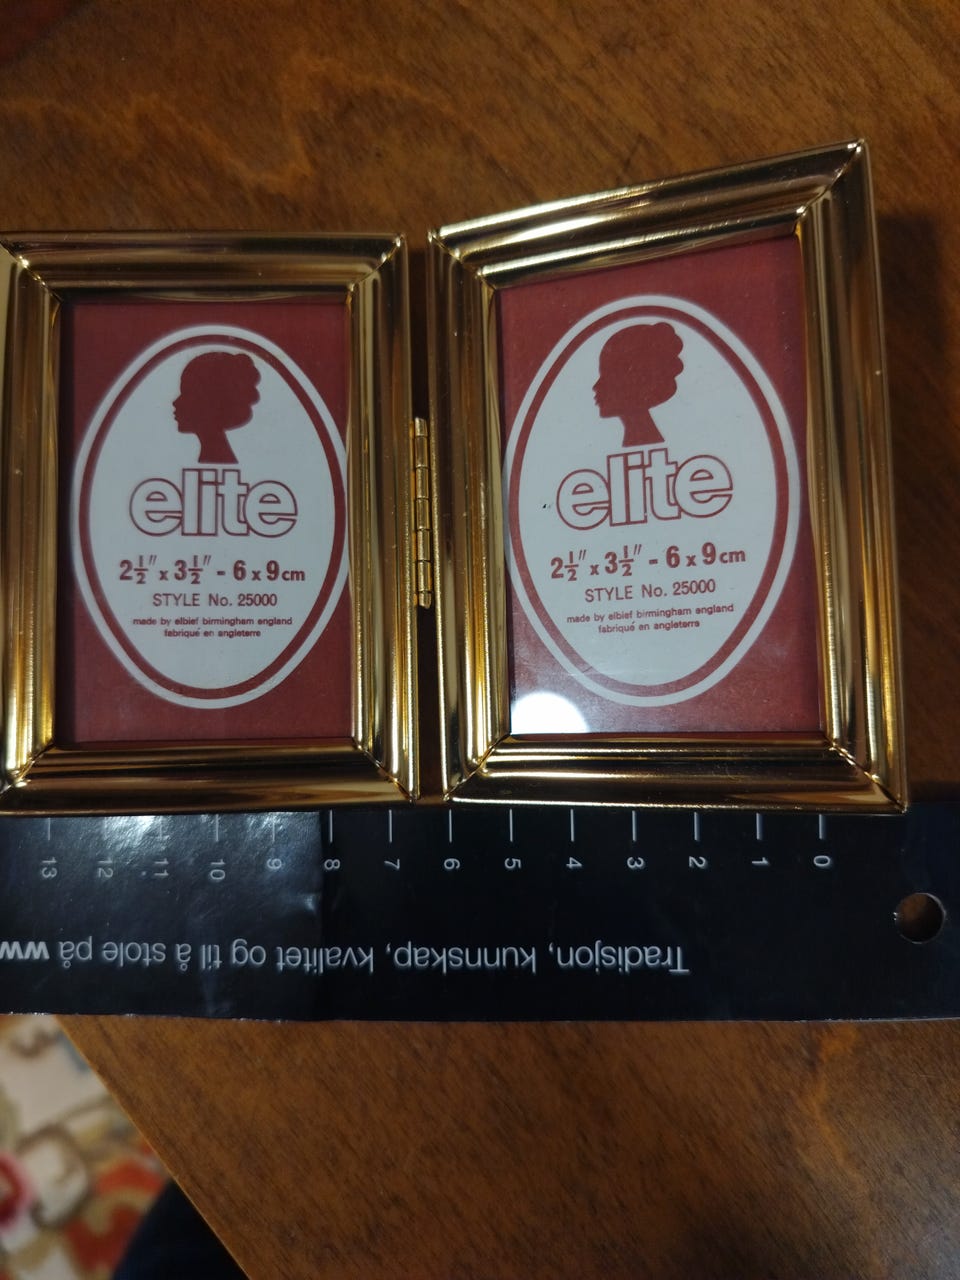 elite
2½" x 3½" - 6 x 9cm
STYLE No. 25000
made by elbief birmingham england
fabriqué en angleterre
elite
2½" x 3½" - 6 x 9cm
STYLE No. 25000
made by elbief birmingham england
fabriqué en angleterre
13 12 11 10 9 8 7 6 5 4 3 2 1 0
Tradisjon, kunnskap, kvalitet og til å stole på ww